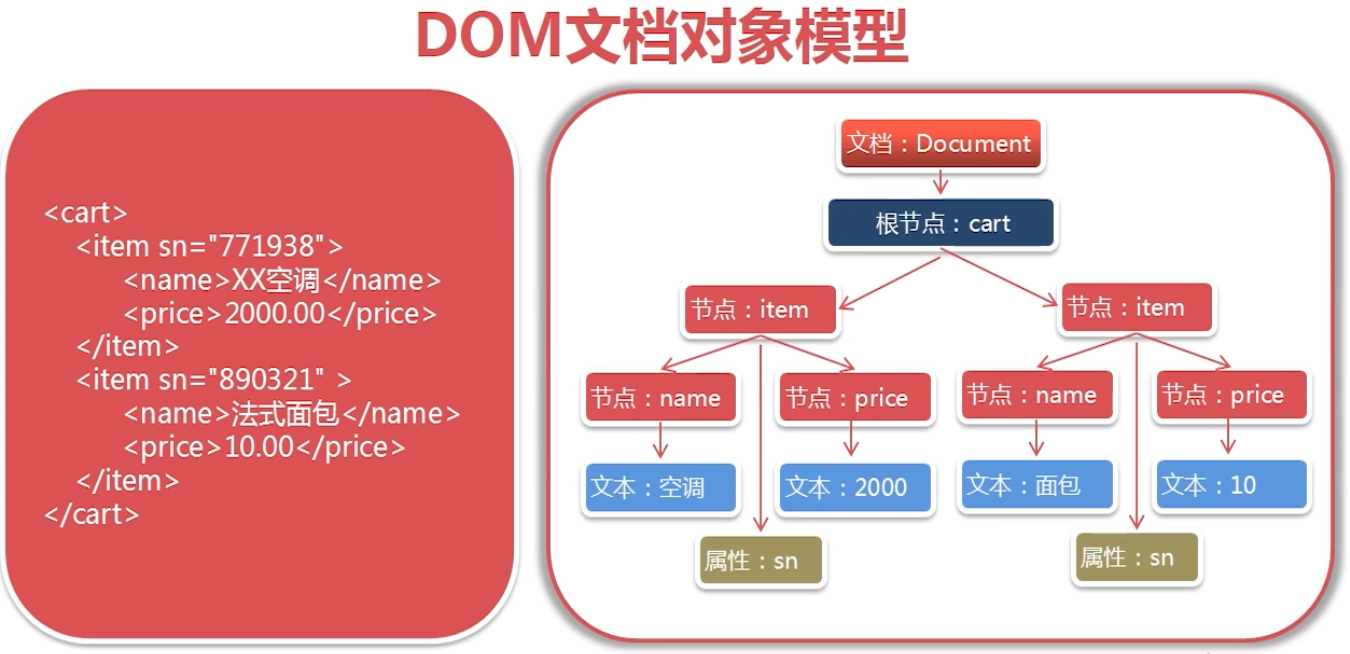 DOM文档对象模型
<cart>
<item sn="771938">
<name>XX空调</name>
<price>2000.00</price>
</item>
<item sn="890321" >
<name>法式面包</name>
<price>10.00</price>
</item>
</cart>
文档：Document
根节点：cart
节点：item
节点：item
节点：name
节点：price
节点：name
节点：price
文本：空调
文本：2000
文本：面包
文本：10
属性：sn
属性：sn